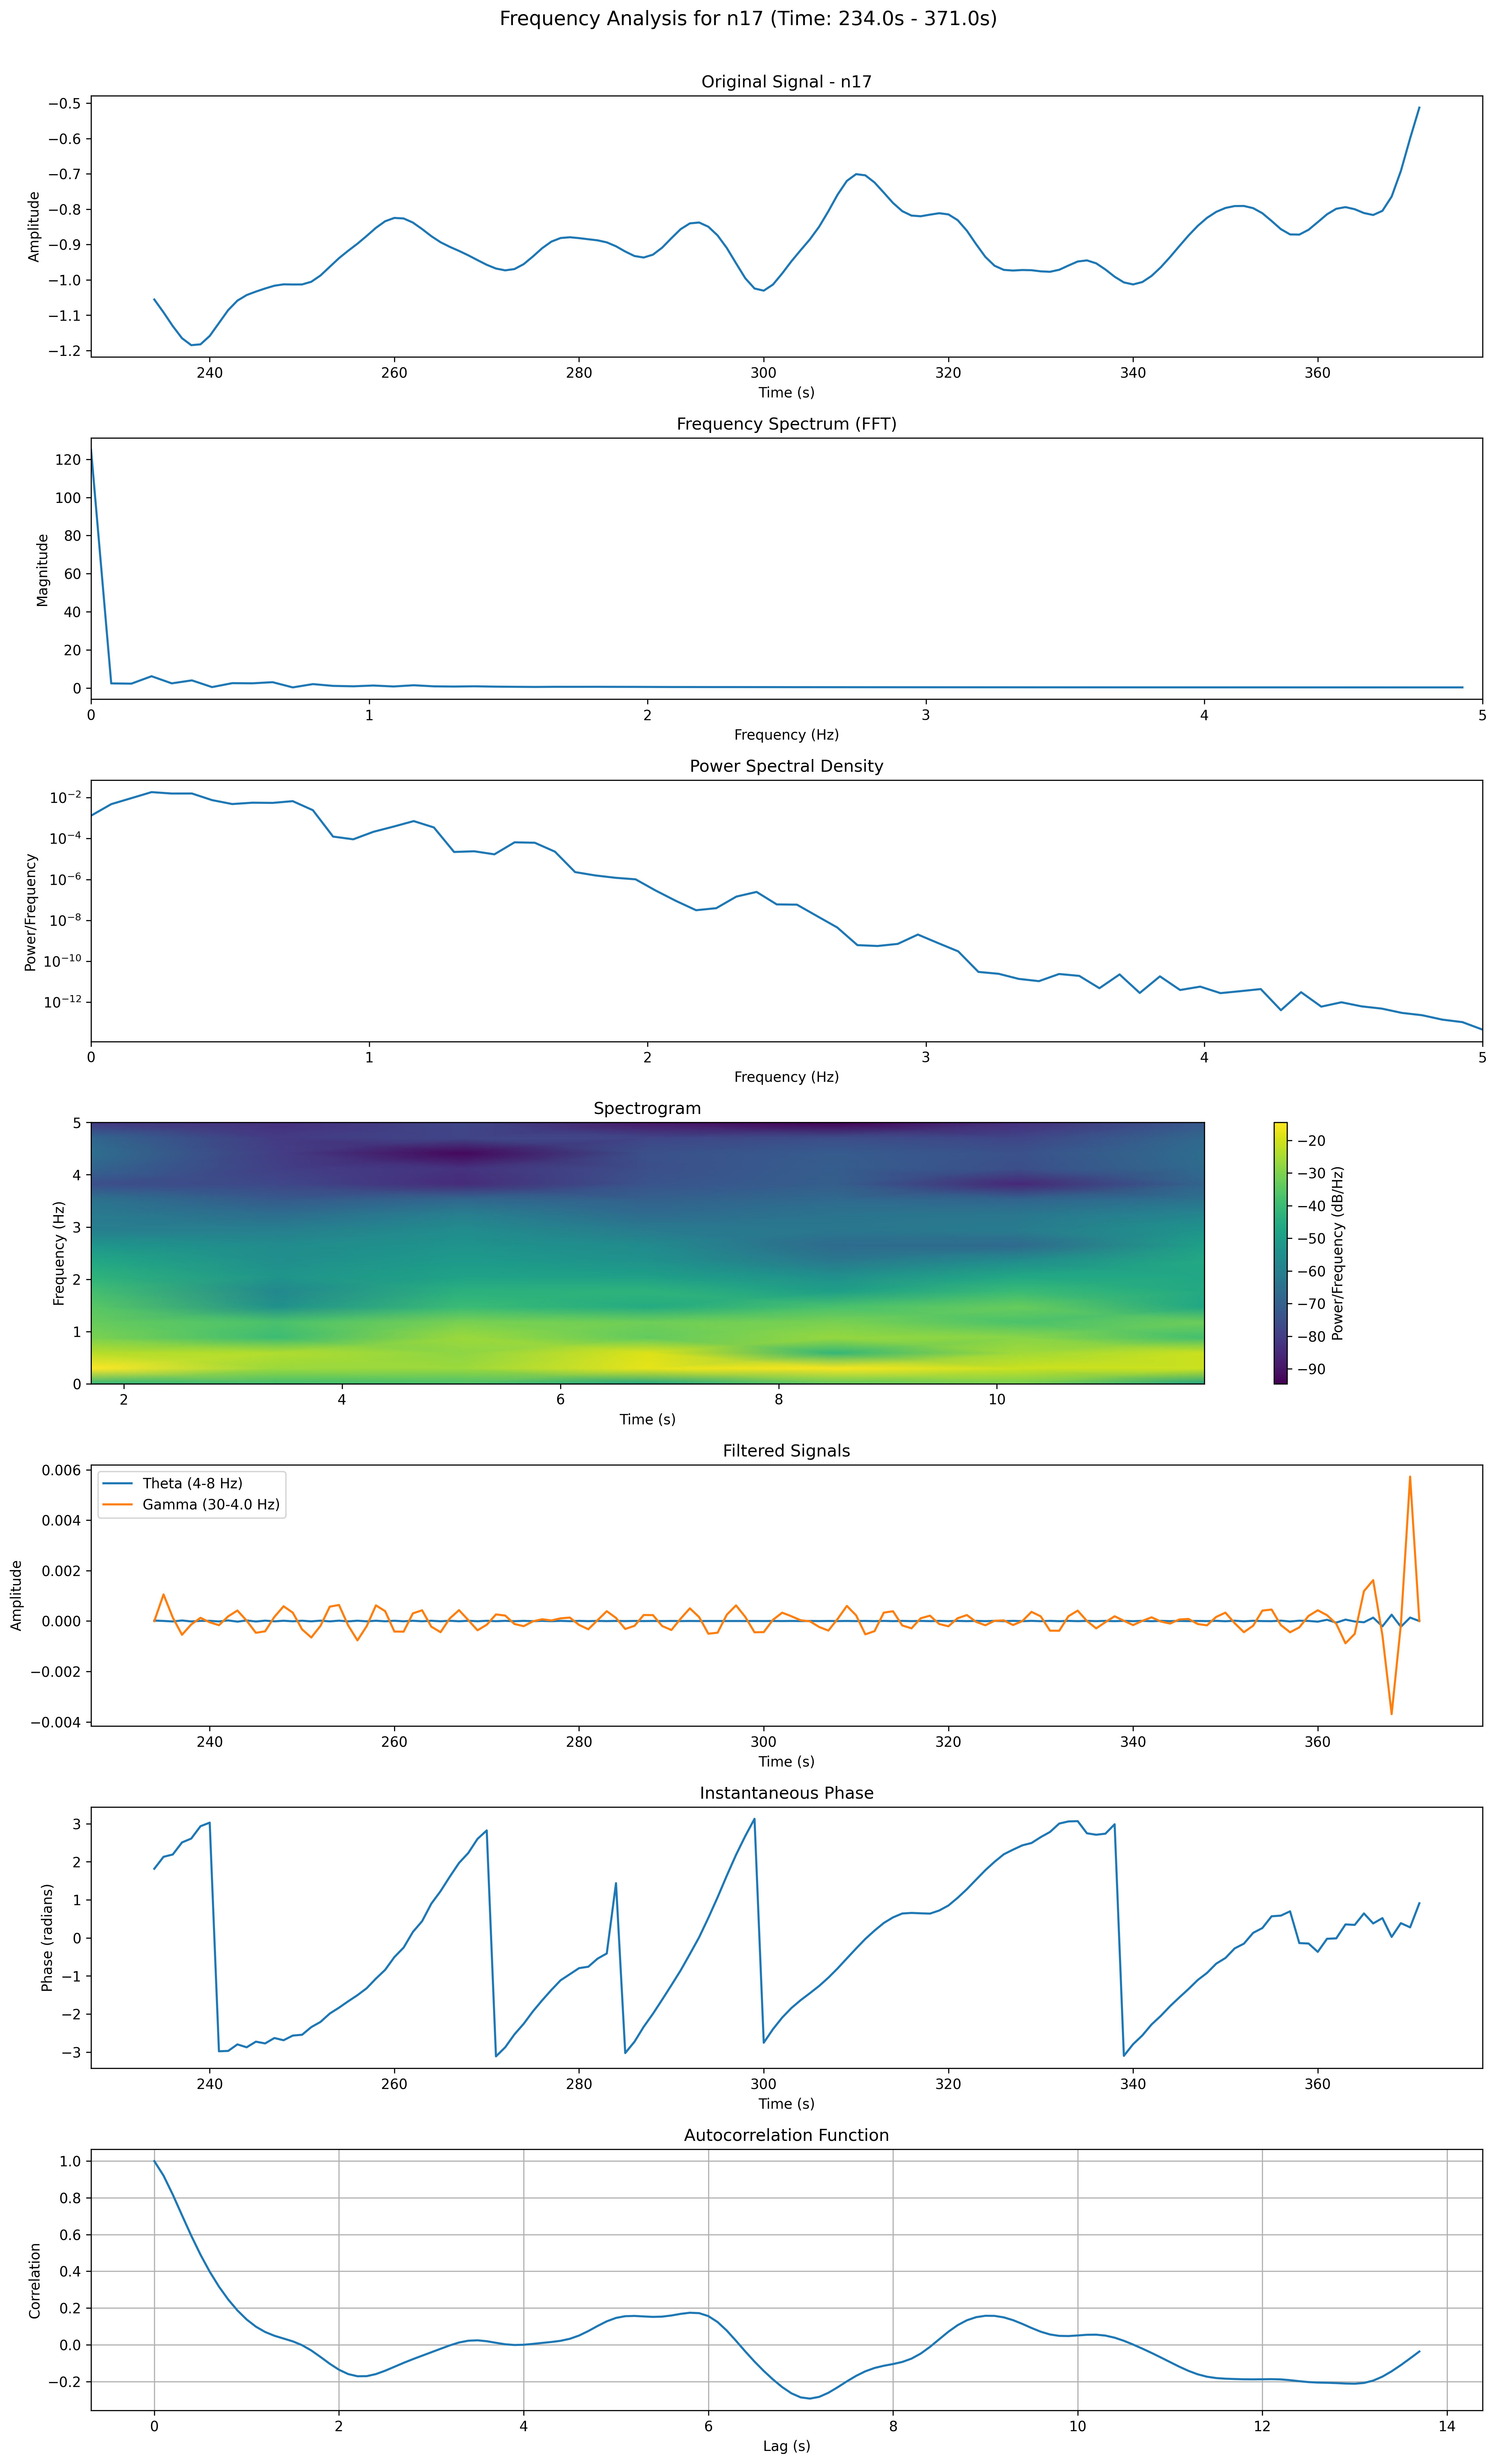 Frequency Analysis for n17 (Time: 234.0s - 371.0s)
Original Signal - n17
Amplitude
−0.5
−0.6
−0.7
−0.8
−0.9
−1.0
−1.1
−1.2
240 260 280 300 320 340 360
Time (s)
Frequency Spectrum (FFT)
Magnitude
120
100
80
60
40
20
0
0 1 2 3 4 5
Frequency (Hz)
Power Spectral Density
Power/Frequency
10⁻²
10⁻⁴
10⁻⁶
10⁻⁸
10⁻¹⁰
10⁻¹²
0 1 2 3 4 5
Frequency (Hz)
Spectrogram
Frequency (Hz)
5
4
3
2
1
0
2 4 6 8 10
Time (s)
−20
−30
−40
−50
−60
−70
−80
−90
Power/Frequency (dB/Hz)
Filtered Signals
Theta (4-8 Hz)
Gamma (30-4.0 Hz)
Amplitude
0.006
0.004
0.002
0.000
−0.002
−0.004
240 260 280 300 320 340 360
Time (s)
Instantaneous Phase
Phase (radians)
3
2
1
0
−1
−2
−3
240 260 280 300 320 340 360
Time (s)
Autocorrelation Function
Correlation
1.0
0.8
0.6
0.4
0.2
0.0
−0.2
0 2 4 6 8 10 12 14
Lag (s)